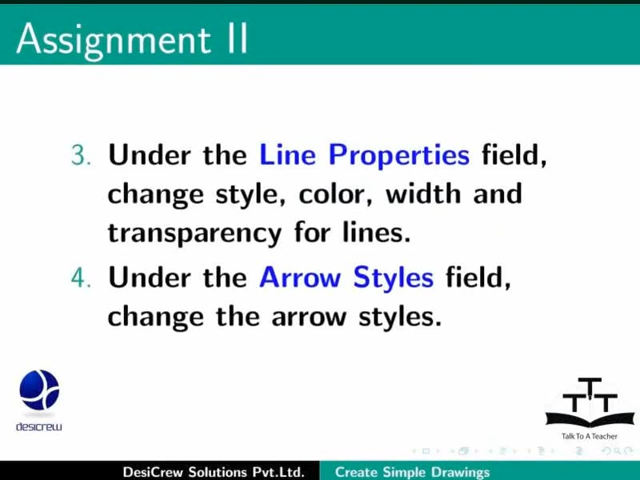 Assignment II
3. Under the Line Properties field,
change style, color, width and
transparency for lines.
4. Under the Arrow Styles field,
change the arrow styles.
desicrew
T T T
Talk To A Teacher
DesiCrew Solutions Pvt.Ltd. Create Simple Drawings